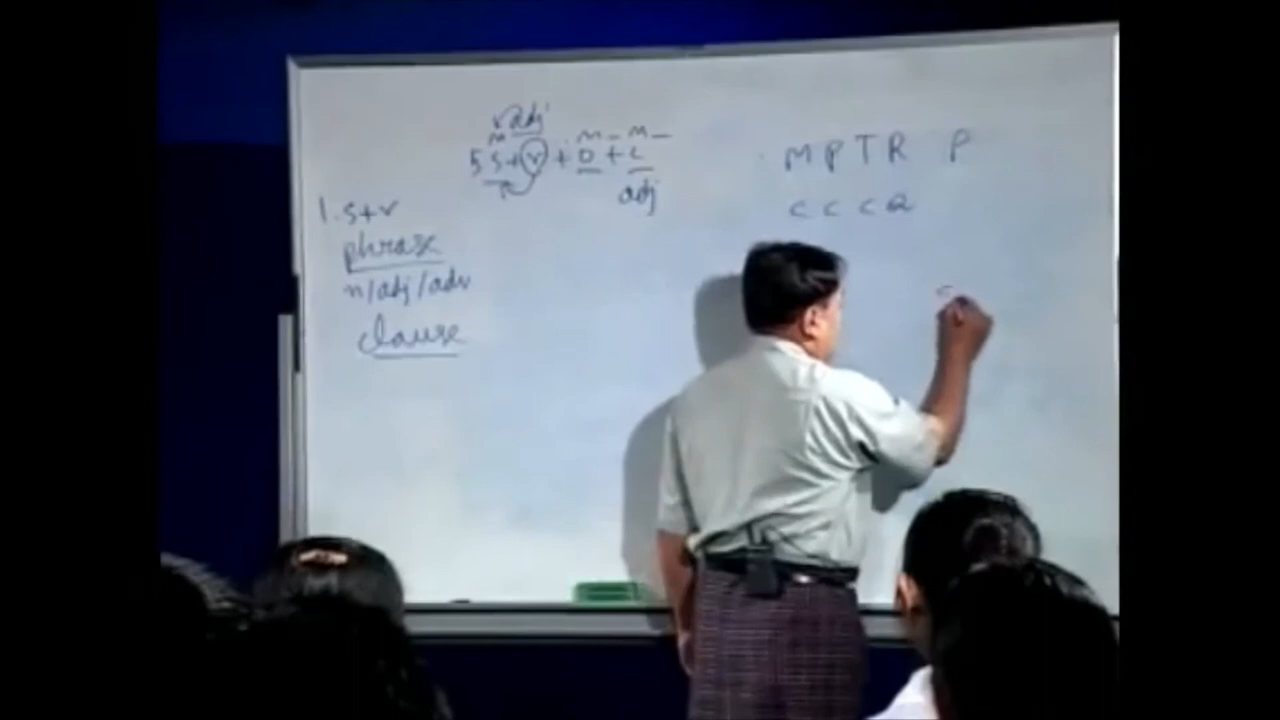 adj
5 S+V+O+C
adj
1. S+V
phrase
n/adj/adv
clause
M P T R P
C C C Q